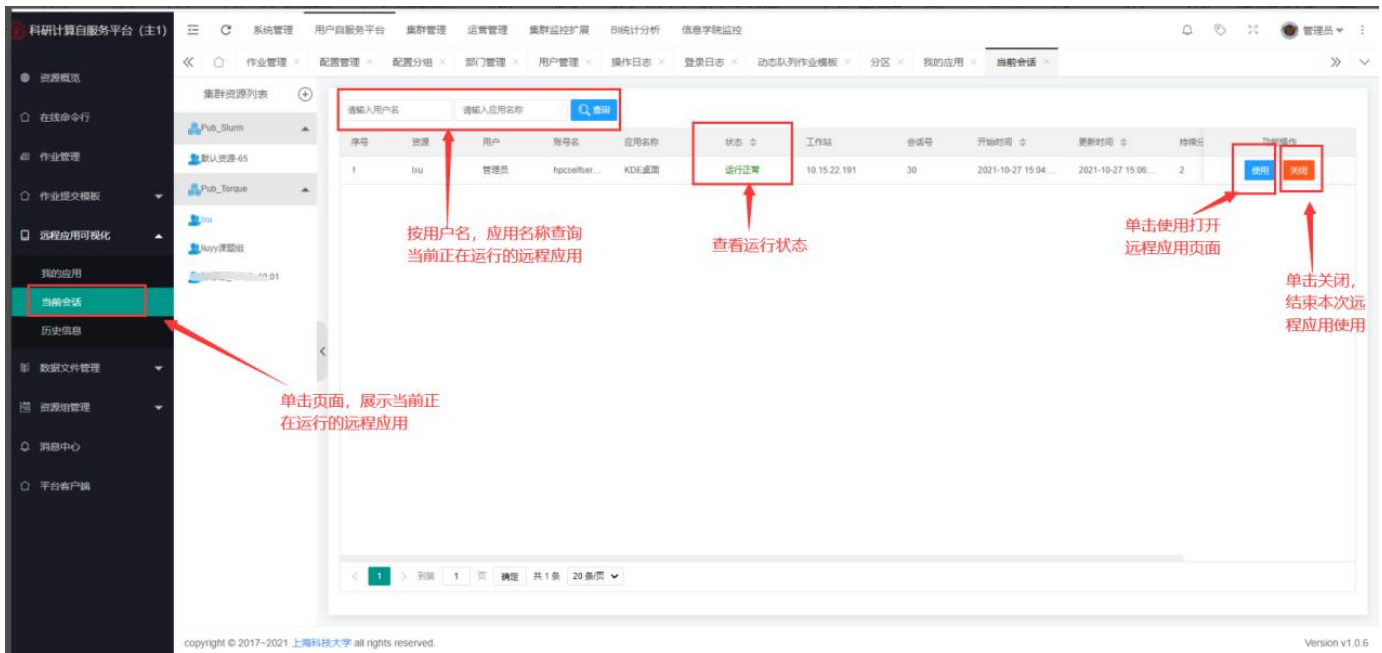 科研计算自服务平台 (主1)
系统管理 用户自服务平台 集群管理 运营管理 集群监控扩展 BI统计分析 信息学院监控
管理员
作业管理 × 配置管理 × 配置分组 × 部门管理 × 用户管理 × 操作日志 × 登录日志 × 动态队列作业模板 × 分区 × 我的应用 × 当前会话 ×
资源概览
在线命令行
作业管理
作业提交模板
远程应用可视化
我的应用
当前会话
历史信息
数据文件管理
资源组管理
消息中心
平台客户端
集群资源列表
Pub_Slurm
默认资源-65
Pub_Torque
liuyy课题组
请输入用户名 请输入应用名称 查询
序号 资源 用户 账号名 应用名称 状态 工作站 会话号 开始时间 更新时间 持续分 功能操作
1 管理员 hpcselfser... KDE桌面 运行正常 10.15.22.191 30 2021-10-27 15:04:... 2021-10-27 15:06:... 2 使用 关闭
按用户名，应用名称查询
当前正在运行的远程应用
查看运行状态
单击使用打开
远程应用页面
单击关闭，
结束本次远
程应用使用
单击页面，展示当前正
在运行的远程应用
1 到第 1 页 确定 共 1 条 20 条/页
copyright © 2017~2021 上海科技大学 all rights reserved.
Version v1.0.6